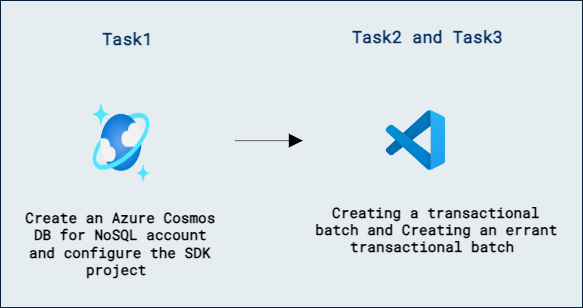 Task1
Task2 and Task3
Create an Azure Cosmos
DB for NoSQL account
and configure the SDK
project
Creating a transactional
batch and Creating an errant
transactional batch